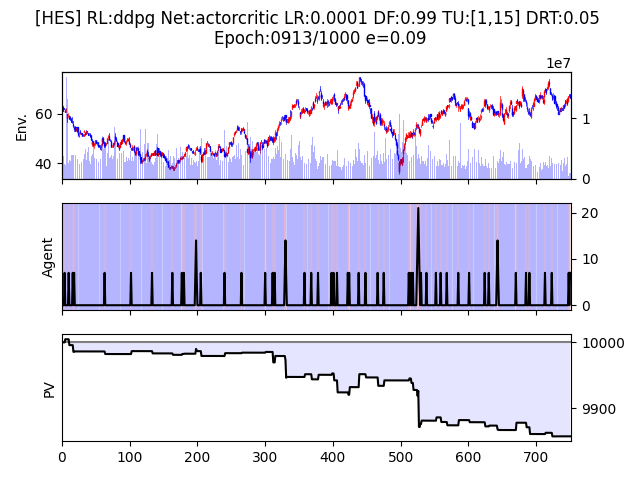 [HES] RL:ddpg Net:actorcritic LR:0.0001 DF:0.99 TU:[1,15] DRT:0.05
Epoch:0913/1000 e=0.09
1e7
Env.
60
40
1
0
Agent
20
10
0
PV
10000
9900
0 100 200 300 400 500 600 700